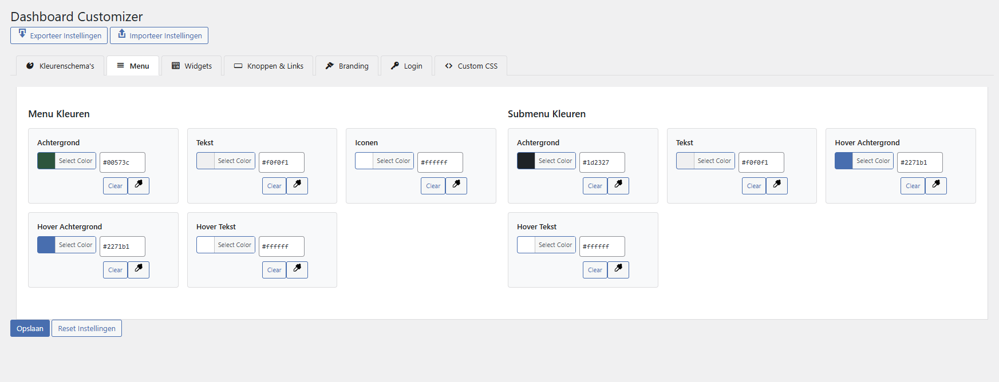 Dashboard Customizer
Exporteer Instellingen
Importeer Instellingen
Kleurenschema's
Menu
Widgets
Knoppen & Links
Branding
Login
Custom CSS
Menu Kleuren
Achtergrond
Select Color
#00573c
Clear
Tekst
Select Color
#f0f0f1
Clear
Iconen
Select Color
#ffffff
Clear
Hover Achtergrond
Select Color
#2271b1
Clear
Hover Tekst
Select Color
#ffffff
Clear
Submenu Kleuren
Achtergrond
Select Color
#1d2327
Clear
Tekst
Select Color
#f0f0f1
Clear
Hover Achtergrond
Select Color
#2271b1
Clear
Hover Tekst
Select Color
#ffffff
Clear
Opslaan
Reset Instellingen